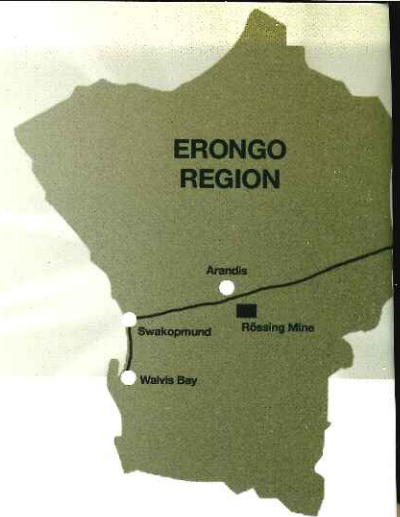 ERONGO
REGION
Arandis
Swakopmund
Rössing Mine
Walvis Bay